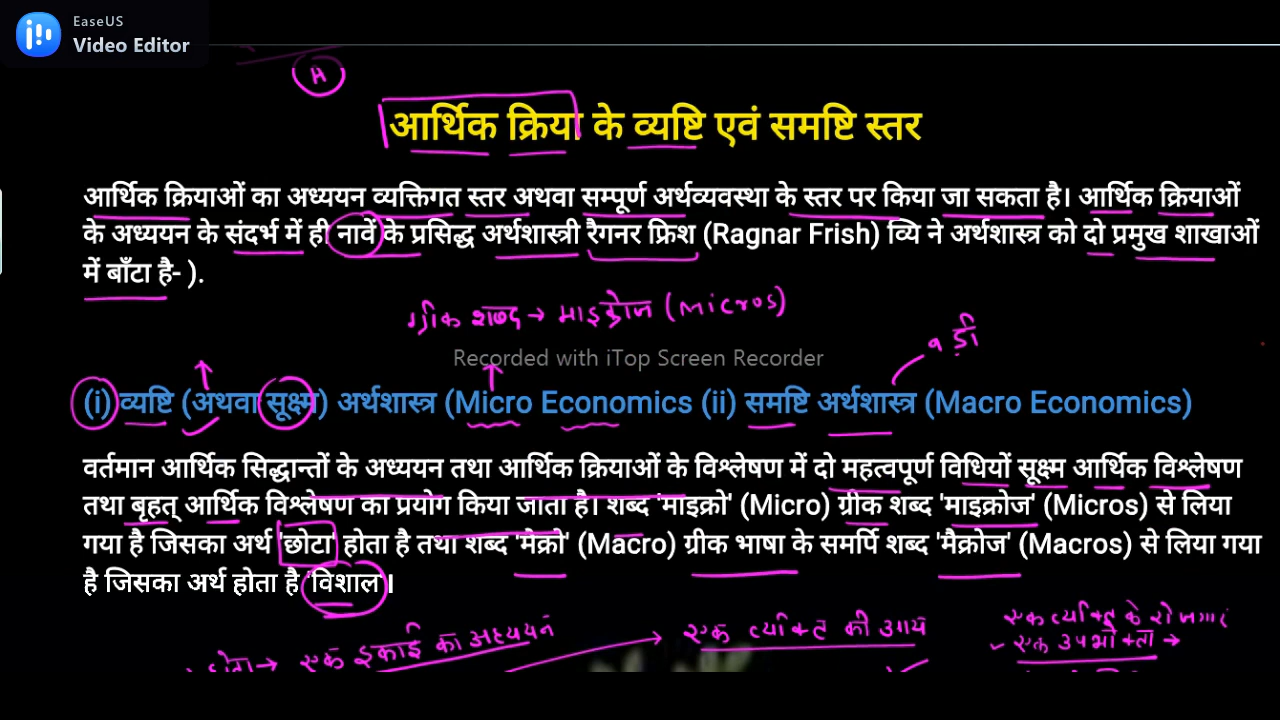 EaseUS
Video Editor
H
आर्थिक क्रिया के व्यष्टि एवं समष्टि स्तर
आर्थिक क्रियाओं का अध्ययन व्यक्तिगत स्तर अथवा सम्पूर्ण अर्थव्यवस्था के स्तर पर किया जा सकता है। आर्थिक क्रियाओं
के अध्ययन के संदर्भ में ही नावें के प्रसिद्ध अर्थशास्त्री रैगनर फ्रिश (Ragnar Frish) व्यि ने अर्थशास्त्र को दो प्रमुख शाखाओं
में बाँटा है- ).
ग्रीक शब्द → माइक्रोज (Micros)
Recorded with iTop Screen Recorder
(i) व्यष्टि (अथवा सूक्ष्म) अर्थशास्त्र (Micro Economics (ii) समष्टि अर्थशास्त्र (Macro Economics)
वर्तमान आर्थिक सिद्धान्तों के अध्ययन तथा आर्थिक क्रियाओं के विश्लेषण में दो महत्वपूर्ण विधियों सूक्ष्म आर्थिक विश्लेषण
तथा बृहत् आर्थिक विश्लेषण का प्रयोग किया जाता है। शब्द 'माइक्रो' (Micro) ग्रीक शब्द 'माइक्रोज' (Micros) से लिया
गया है जिसका अर्थ 'छोटा' होता है तथा शब्द 'मैक्रो' (Macro) ग्रीक भाषा के समर्पि शब्द 'मैक्रोज' (Macros) से लिया गया
है जिसका अर्थ होता है 'विशाल'।
एक व्यक्ति के रोजगार
→ एक इकाई का अध्ययन → एक व्यक्ति की आय
एक उपभोक्ता →